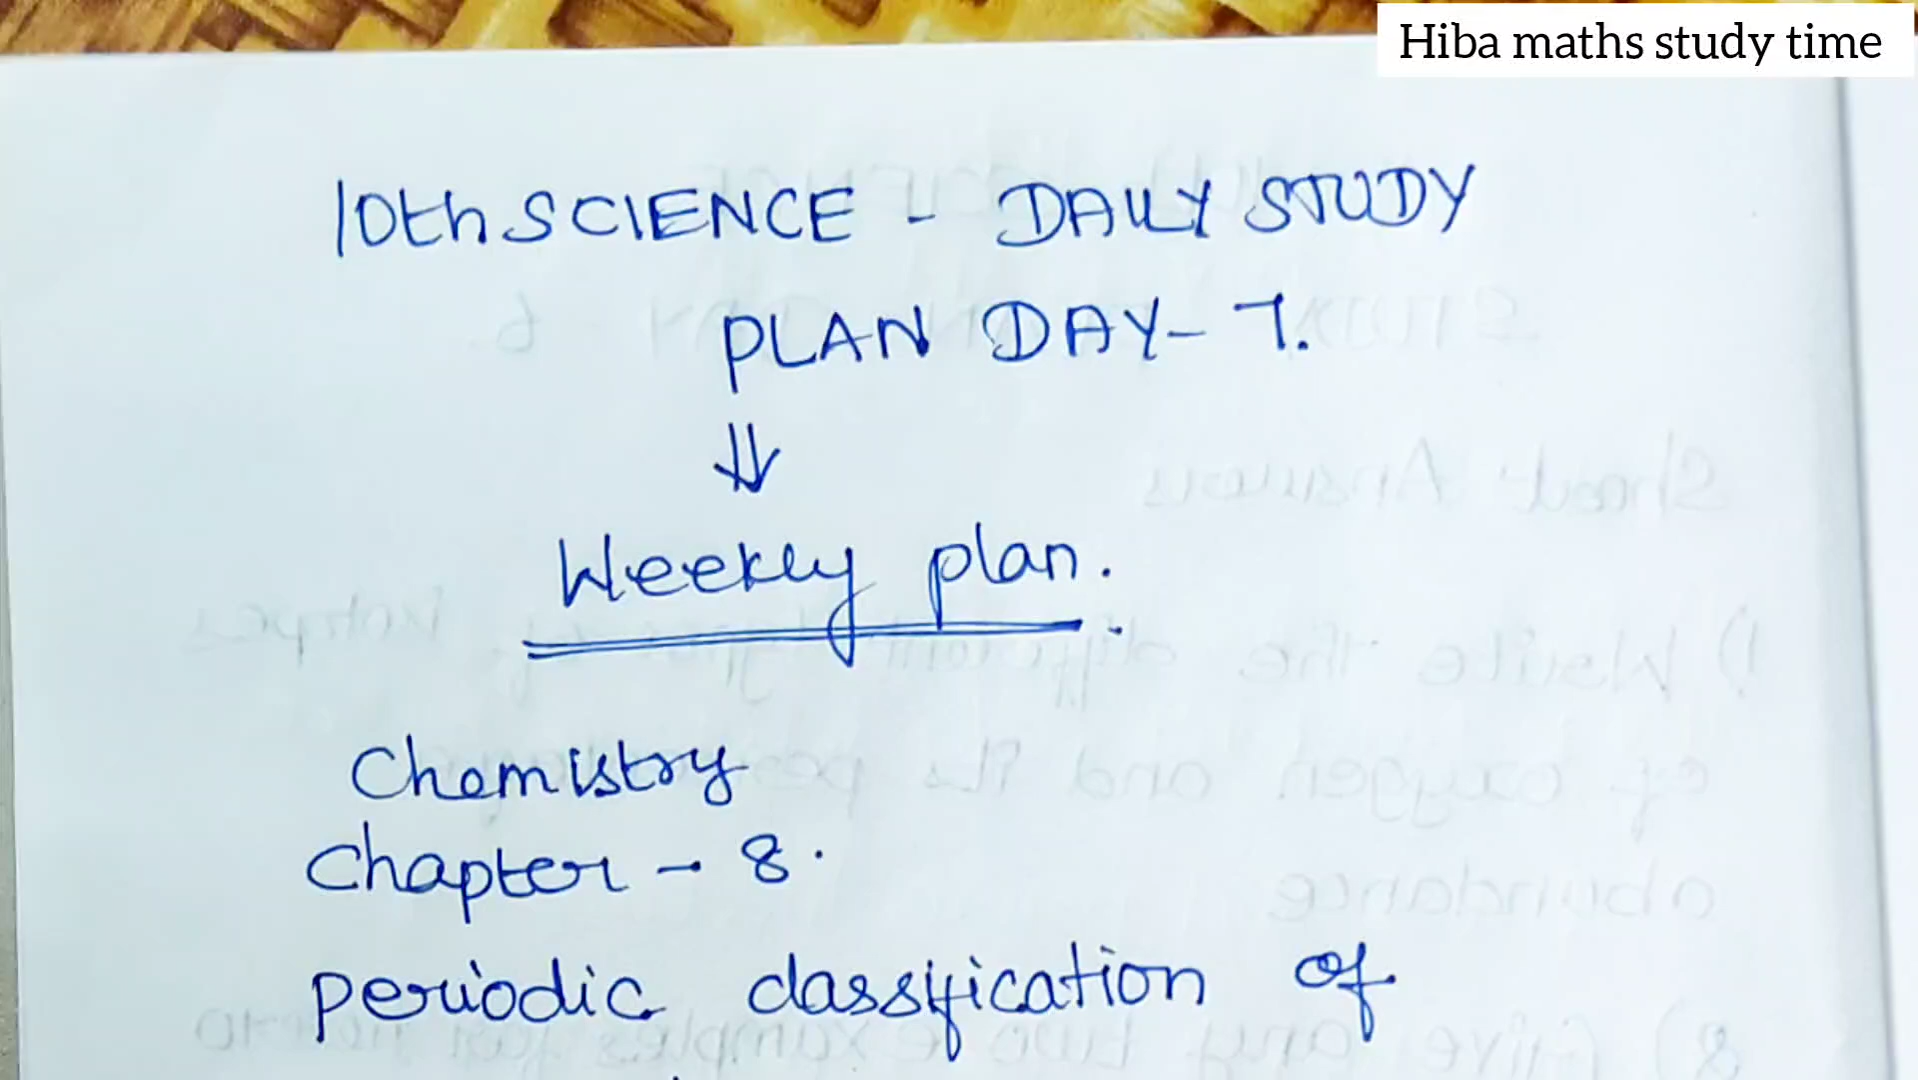 Hiba maths study time
10th SCIENCE - DAILY STUDY
PLAN DAY- 7.
Weekly plan.
Chemistry
Chapter - 8.
Periodic classification of